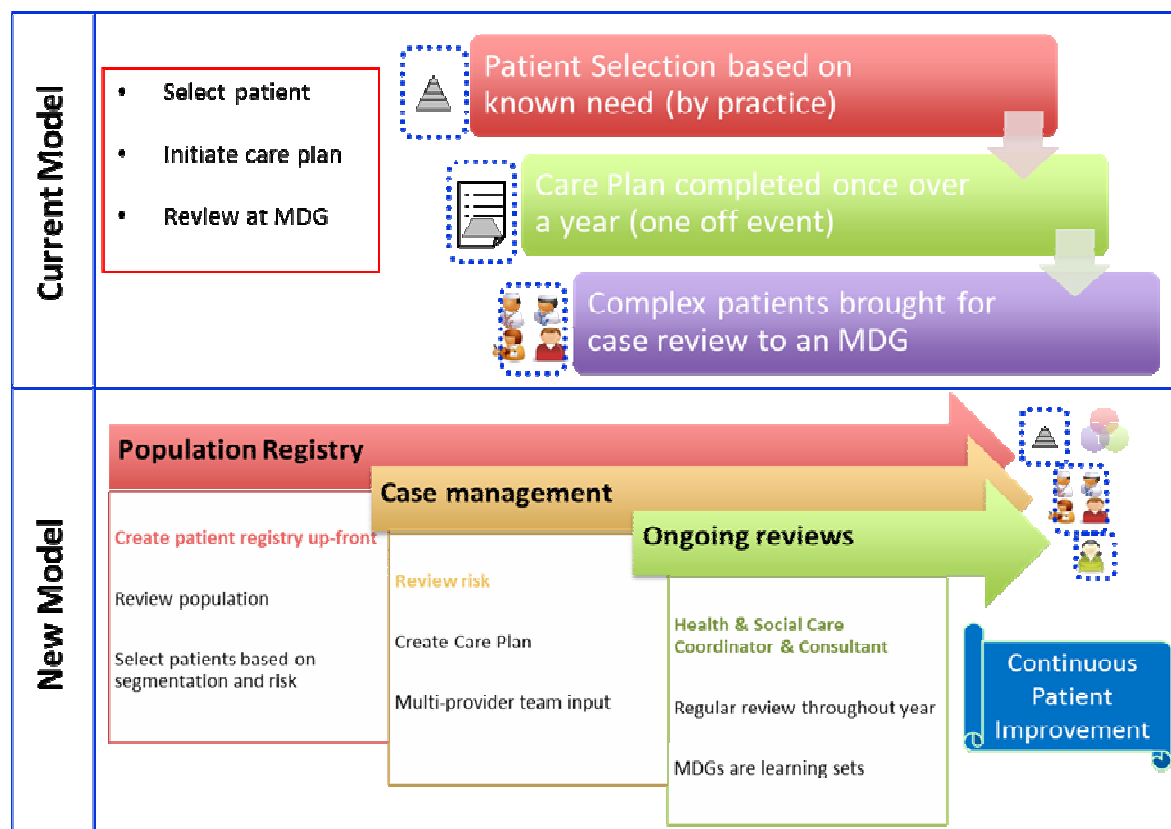 Current Model
• Select patient
• Initiate care plan
• Review at MDG
Patient Selection based on
known need (by practice)
Care Plan completed once over
a year (one off event)
Complex patients brought for
case review to an MDG
New Model
Population Registry
Create patient registry up-front
Review population
Select patients based on
segmentation and risk
Case management
Review risk
Create Care Plan
Multi-provider team input
Ongoing reviews
Health & Social Care
Coordinator & Consultant
Regular review throughout year
MDGs are learning sets
Continuous
Patient
Improvement